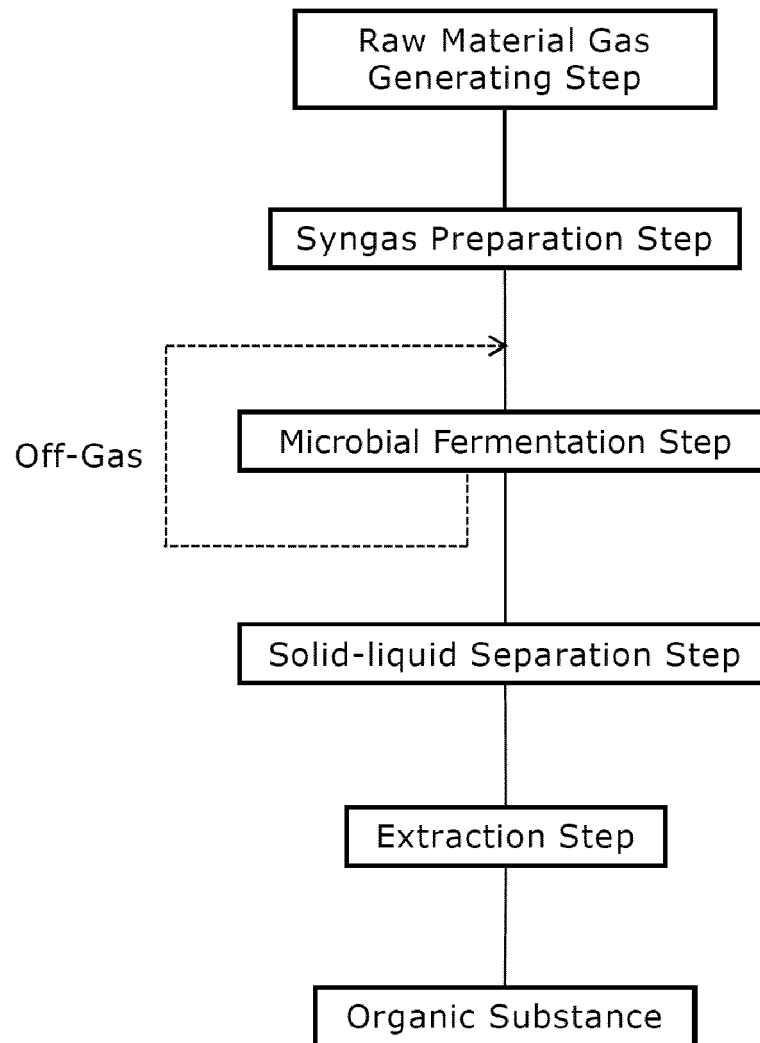 Raw Material Gas
Generating Step
Syngas Preparation Step
Microbial Fermentation Step
Off-Gas
Solid-liquid Separation Step
Extraction Step
Organic Substance